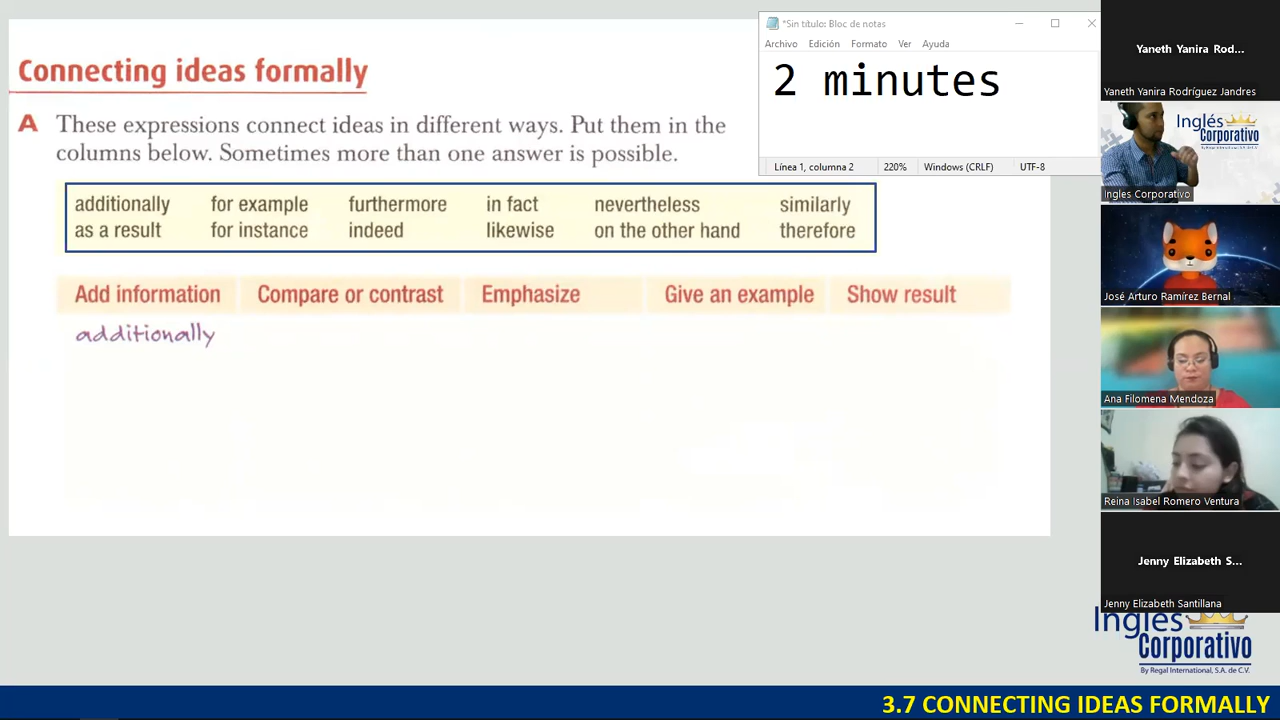 Connecting ideas formally
A These expressions connect ideas in different ways. Put them in the
columns below. Sometimes more than one answer is possible.
additionally for example furthermore in fact nevertheless similarly
as a result for instance indeed likewise on the other hand therefore
Add information Compare or contrast Emphasize Give an example Show result
additionally
*Sin título: Bloc de notas
Archivo Edición Formato Ver Ayuda
2 minutes
Línea 1, columna 2 220% Windows (CRLF) UTF-8
Yaneth Yanira Rod...
Yaneth Yanira Rodríguez Jandres
Inglés
Corporativo
By Regal International, S.A. de C.V.
Ingles Corporativo
José Arturo Ramírez Bernal
Ana Filomena Mendoza
Reina Isabel Romero Ventura
Jenny Elizabeth S...
Jenny Elizabeth Santillana
Inglés
Corporativo
By Regal International, S.A. de C.V.
3.7 CONNECTING IDEAS FORMALLY